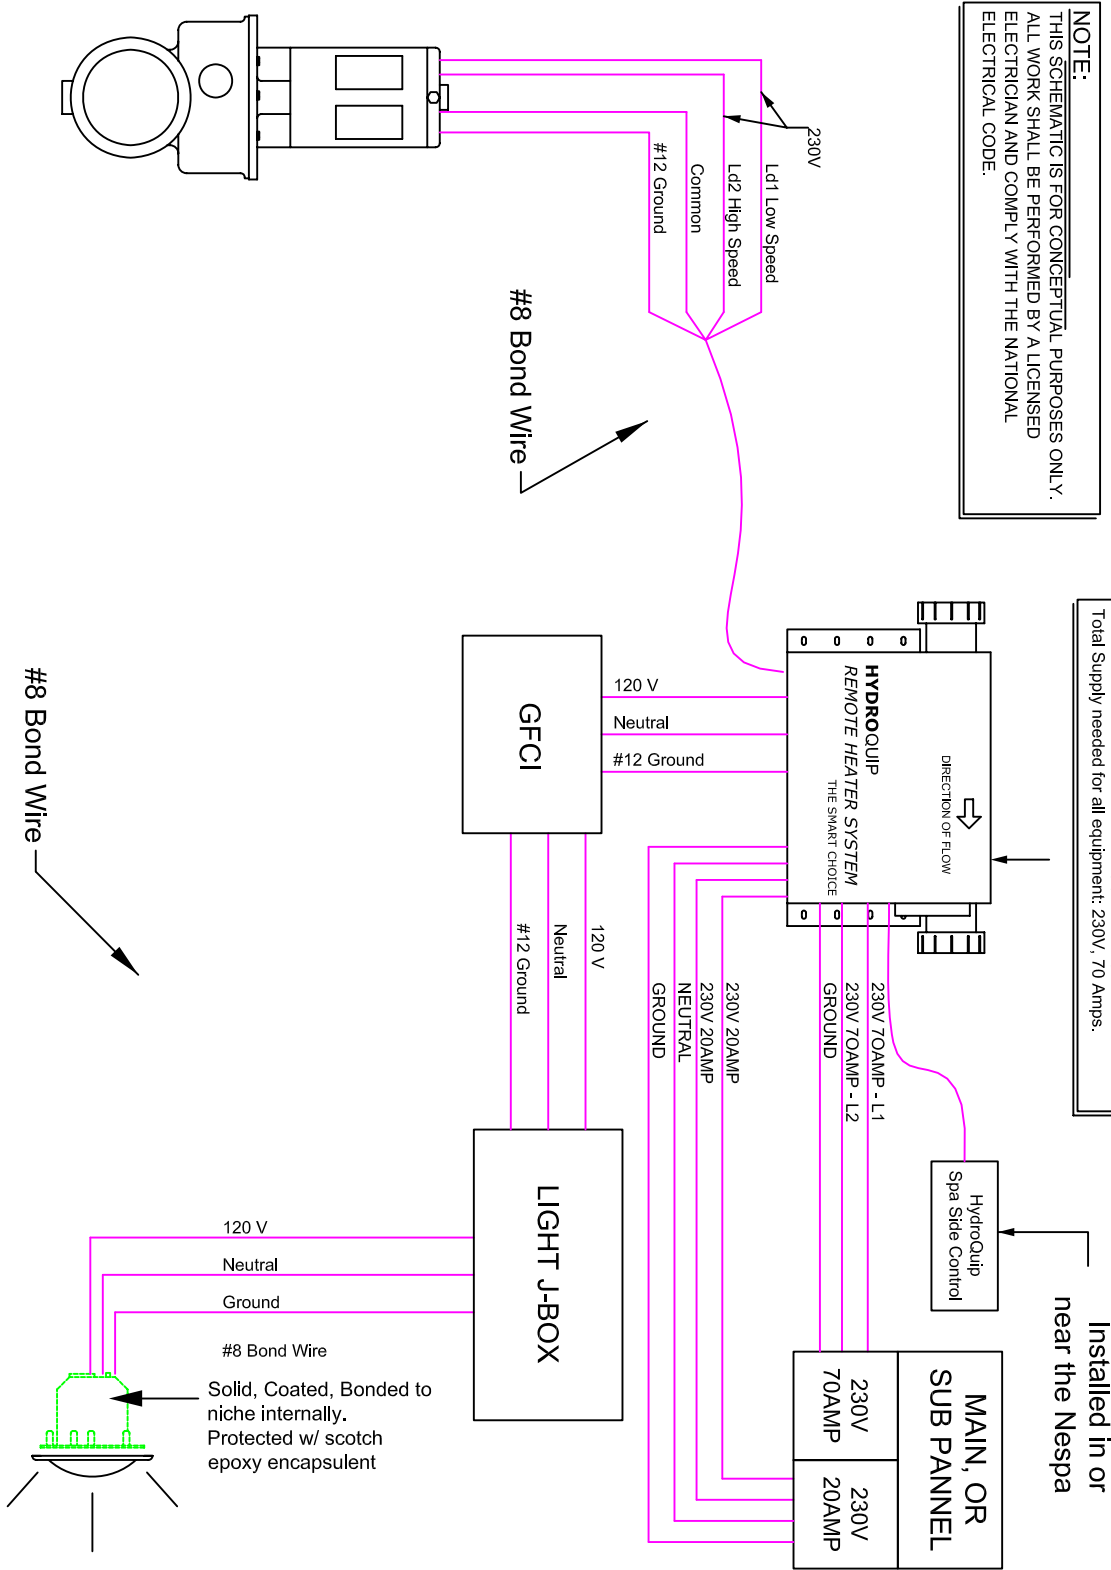 NOTE:
THIS SCHEMATIC IS FOR CONCEPTUAL PURPOSES ONLY.
ALL WORK SHALL BE PERFORMED BY A LICENSED
ELECTRICIAN AND COMPLY WITH THE NATIONAL
ELECTRICAL CODE.
Total Supply needed for all equipment: 230V, 70 Amps.
Installed in or
near the Nespa
230V
Ld1 Low Speed
Ld2 High Speed
Common
#12 Ground
#8 Bond Wire
HYDROQUIP
REMOTE HEATER SYSTEM
THE SMART CHOICE
DIRECTION OF FLOW
HydroQuip
Spa Side Control
MAIN, OR
SUB PANNEL
230V
70AMP
230V
20AMP
230V 7OAMP - L1
230V 7OAMP - L2
GROUND
230V 20AMP
230V 20AMP
NEUTRAL
GROUND
120 V
Neutral
#12 Ground
GFCI
120 V
Neutral
#12 Ground
LIGHT J-BOX
#8 Bond Wire
120 V
Neutral
Ground
#8 Bond Wire
Solid, Coated, Bonded to
niche internally.
Protected w/ scotch
epoxy encapsulent